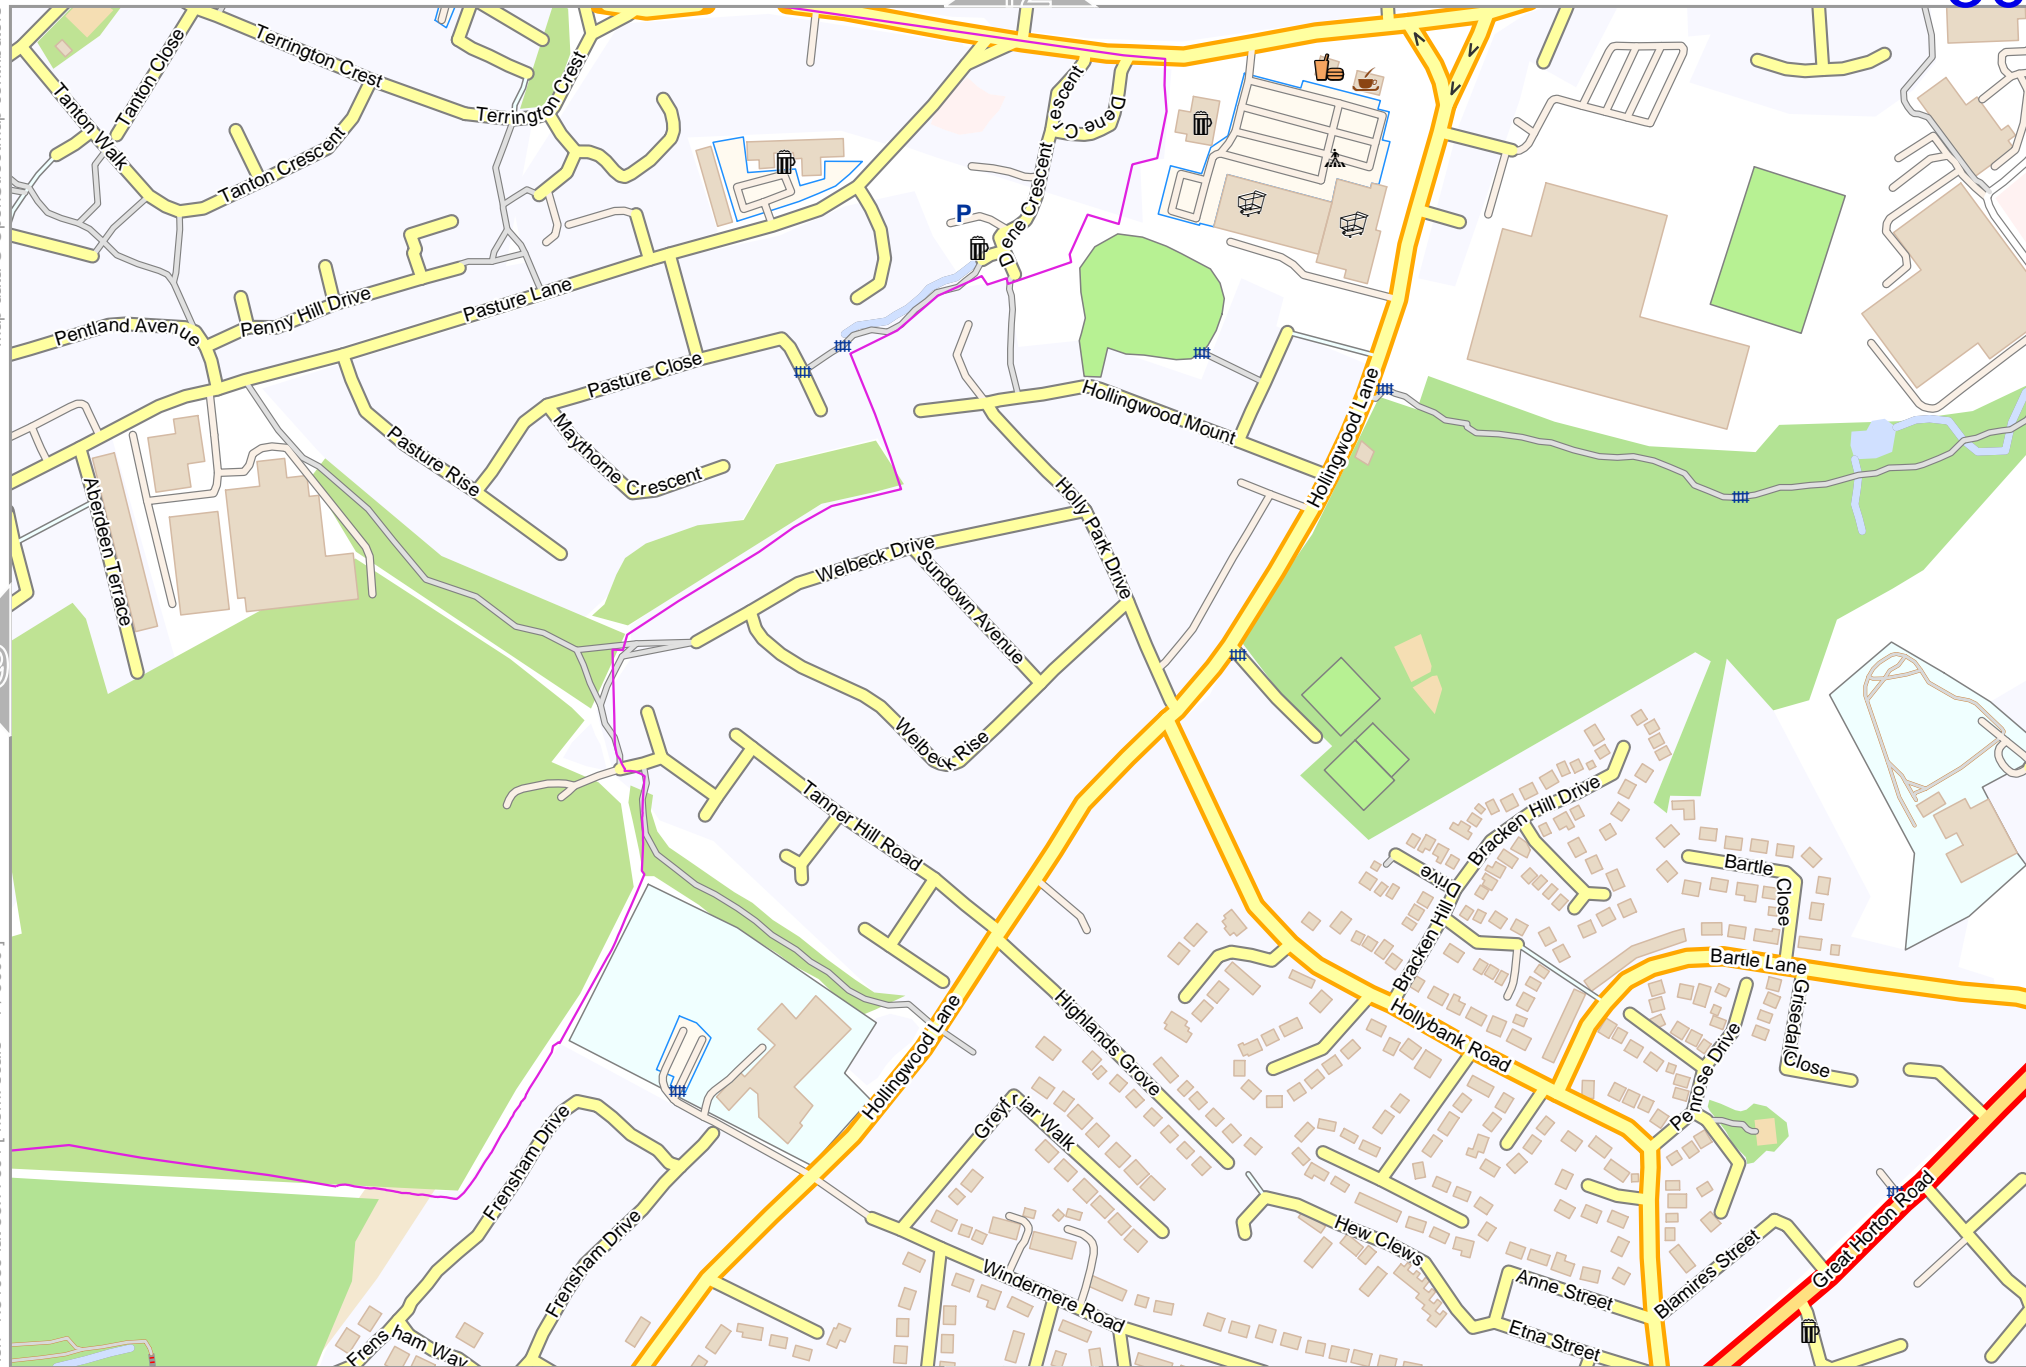 Terrington Crest
Tanton Close
Terrington Crest
Tanton Walk
Tanton Crescent
Dene Crescent
P
Dene Crescent
Pasture Lane
Penny Hill Drive
Pentland Avenue
Pasture Close
Hollingwood Mount
Hollingwood Lane
Maythorne Crescent
Pasture Rise
Aberdeen Terrace
Holly Park Drive
Welbeck Drive
Sundown Avenue
Welbeck Rise
Tanner Hill Road
Bracken Hill Drive
Drive
Bracken Hill
Bartle Close
Bartle Lane
Grisedale Close
Hollybank Road
Highlands Grove
Hollingwood Lane
Penrose Drive
Greyfriar Walk
Frensham Drive
Frensham Drive
Hew Clews
Great Horton Road
Blamires Street
Anne Street
Etna Street
Windermere Road
Frensham Way